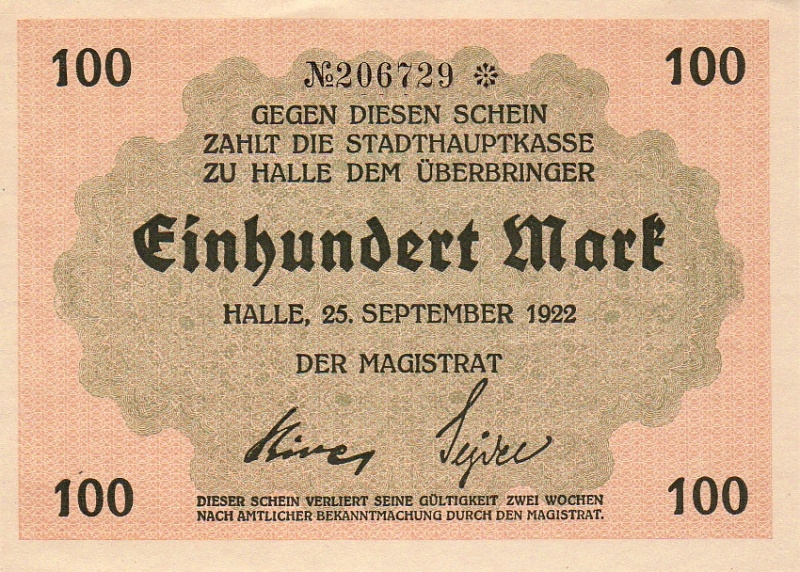 100
100
№206729 ❊
GEGEN DIESEN SCHEIN
ZAHLT DIE STADTHAUPTKASSE
ZU HALLE DEM ÜBERBRINGER
Einhundert Mark
HALLE, 25. SEPTEMBER 1922
DER MAGISTRAT
100
100
DIESER SCHEIN VERLIERT SEINE GÜLTIGKEIT ZWEI WOCHEN
NACH AMTLICHER BEKANNTMACHUNG DURCH DEN MAGISTRAT.